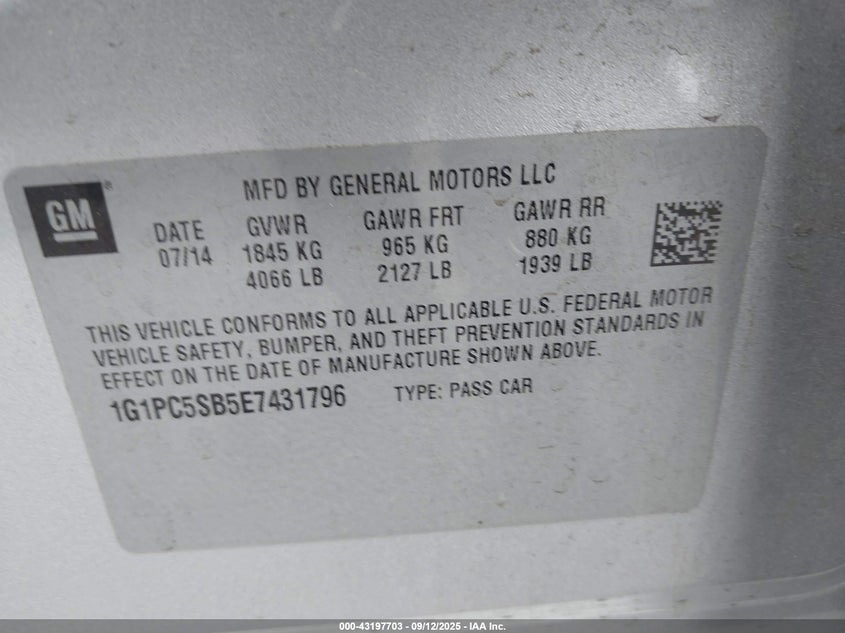 GM®
MFD BY GENERAL MOTORS LLC
DATE GVWR GAWR FRT GAWR RR
07/14 1845 KG 965 KG 880 KG
4066 LB 2127 LB 1939 LB
THIS VEHICLE CONFORMS TO ALL APPLICABLE U.S. FEDERAL MOTOR
VEHICLE SAFETY, BUMPER, AND THEFT PREVENTION STANDARDS IN
EFFECT ON THE DATE OF MANUFACTURE SHOWN ABOVE.
1G1PC5SB5E7431796 TYPE: PASS CAR
000-43197703 - 09/12/2025 - IAA Inc.